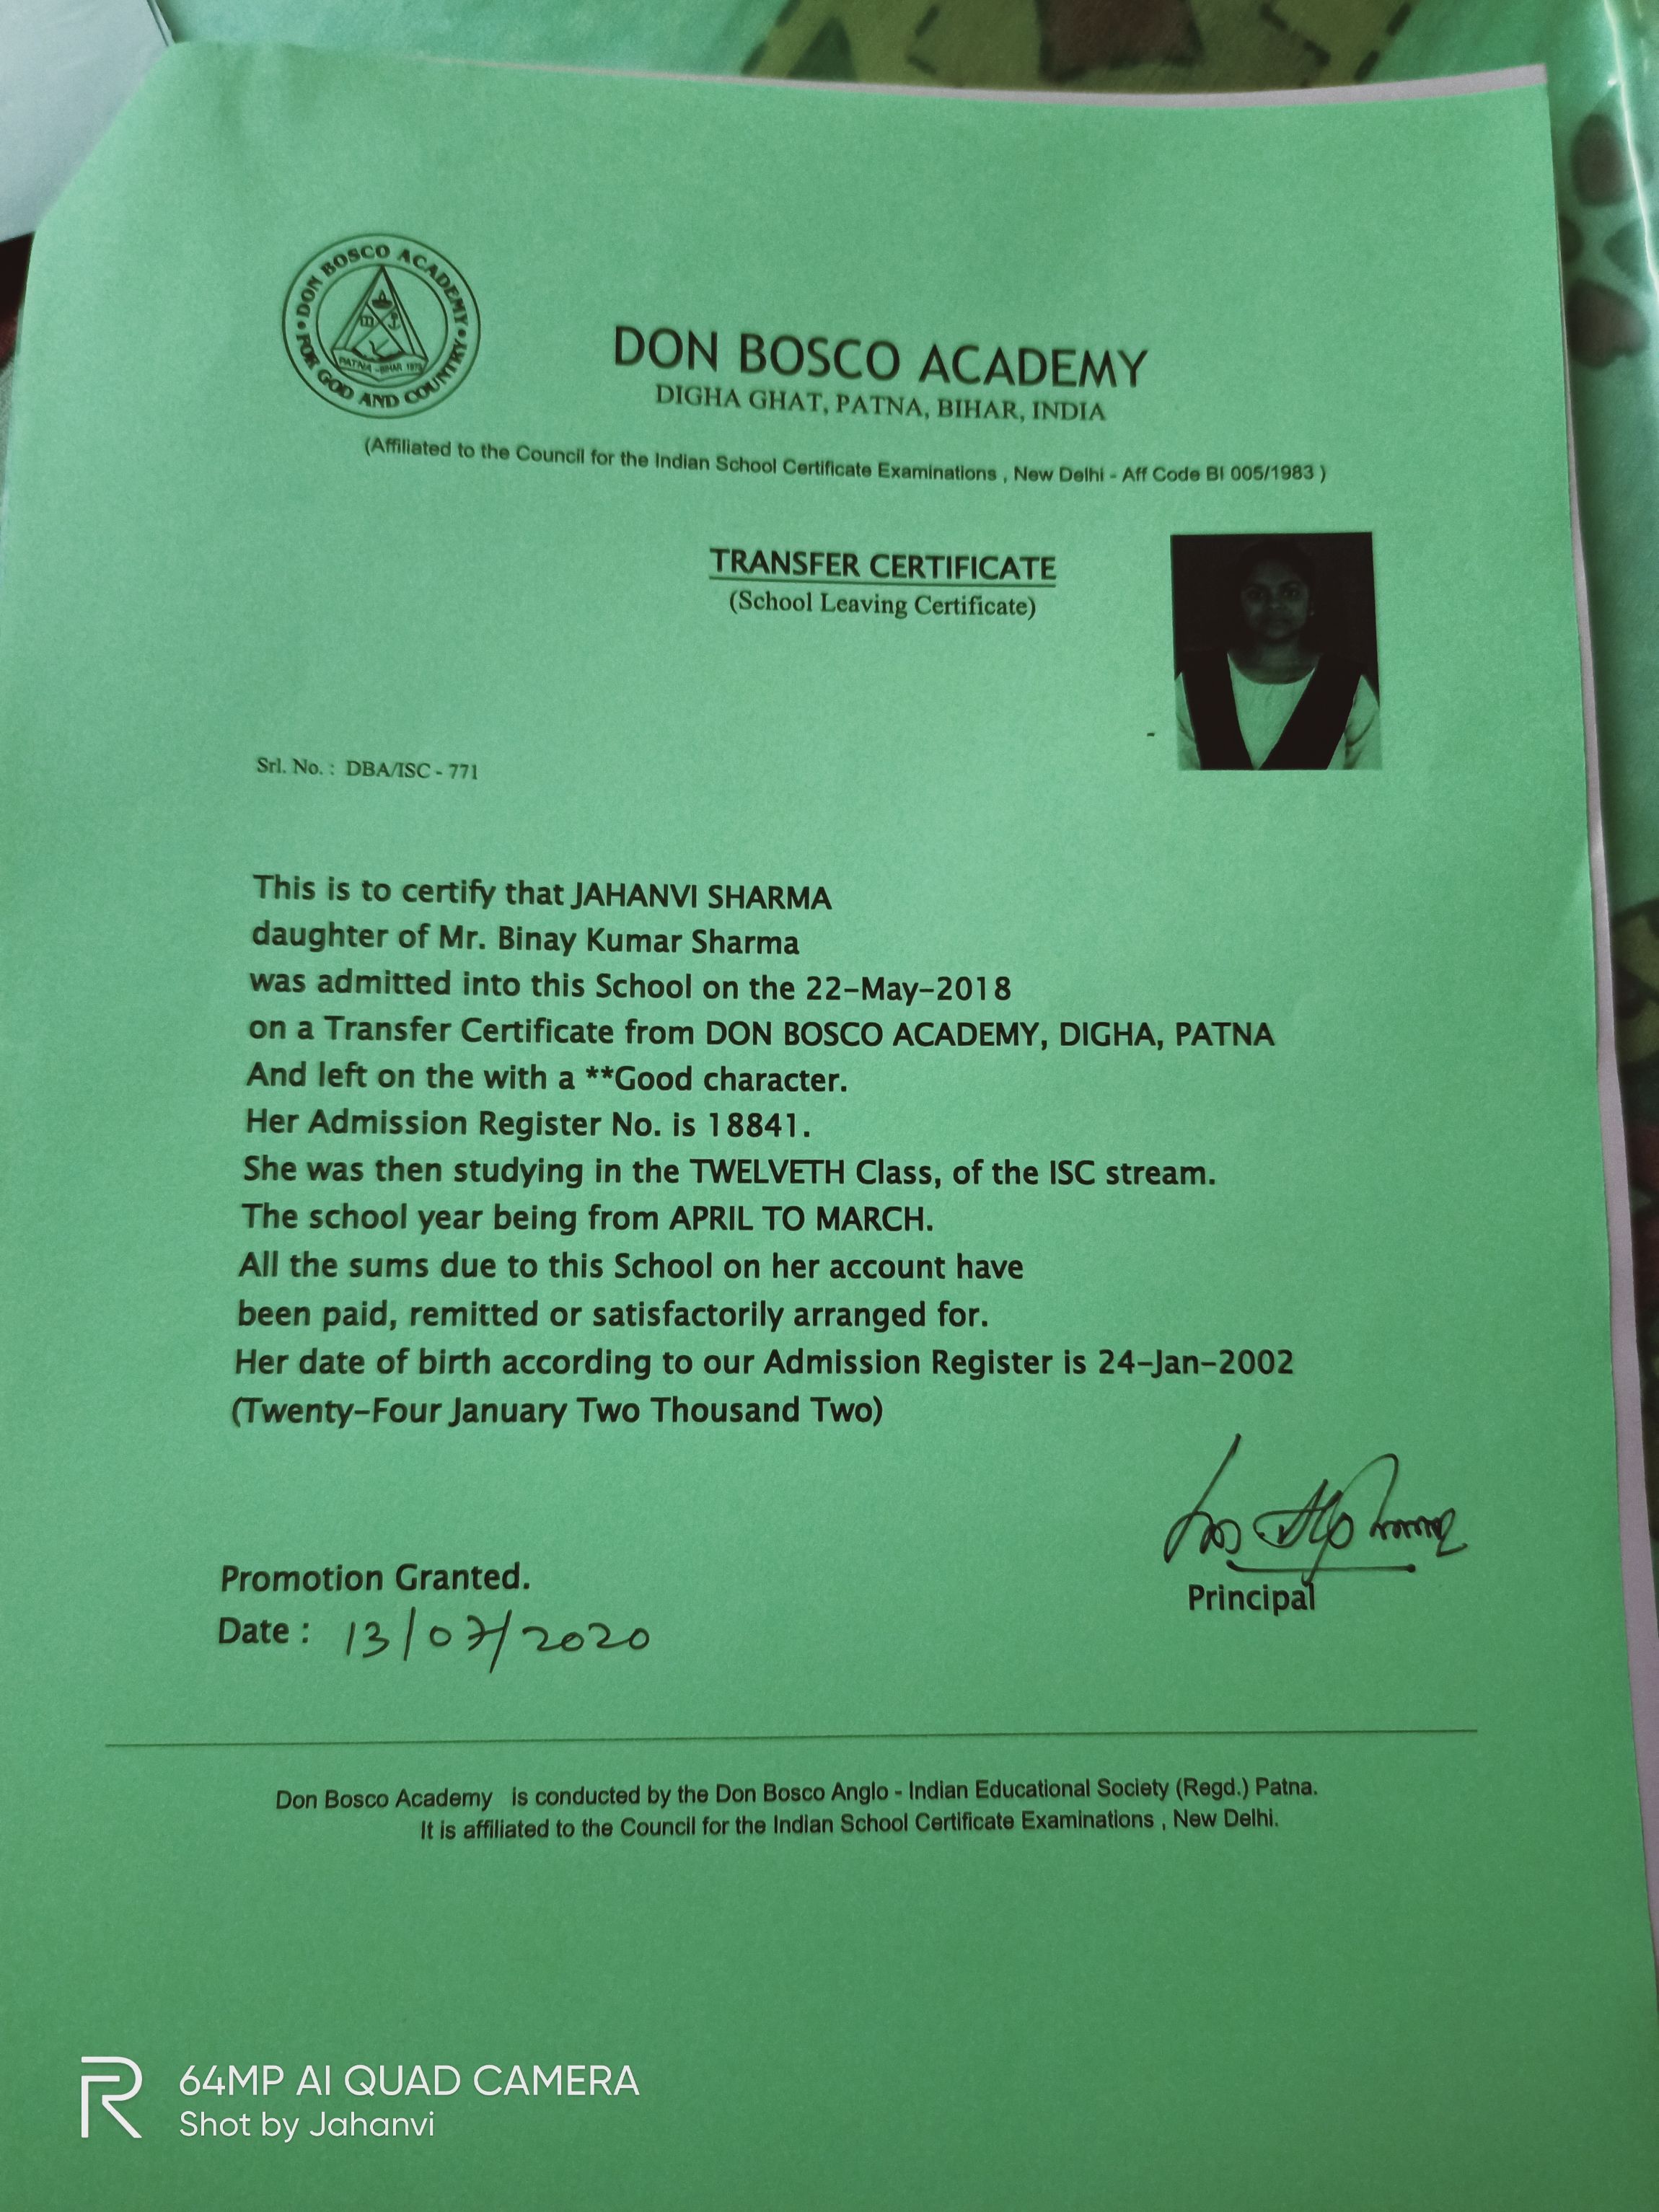 DON BOSCO ACADEMY
FOR GOD AND COUNTRY
PATNA - BIHAR 1973
DON BOSCO ACADEMY
DIGHA GHAT, PATNA, BIHAR, INDIA
(Affiliated to the Council for the Indian School Certificate Examinations , New Delhi - Aff Code BI 005/1983 )
TRANSFER CERTIFICATE
(School Leaving Certificate)
Srl. No. : DBA/ISC - 771
This is to certify that JAHANVI SHARMA
daughter of Mr. Binay Kumar Sharma
was admitted into this School on the 22-May-2018
on a Transfer Certificate from DON BOSCO ACADEMY, DIGHA, PATNA
And left on the with a **Good character.
Her Admission Register No. is 18841.
She was then studying in the TWELVETH Class, of the ISC stream.
The school year being from APRIL TO MARCH.
All the sums due to this School on her account have
been paid, remitted or satisfactorily arranged for.
Her date of birth according to our Admission Register is 24-Jan-2002
(Twenty-Four January Two Thousand Two)
Promotion Granted.
Principal
Date : 13/07/2020
Don Bosco Academy is conducted by the Don Bosco Anglo - Indian Educational Society (Regd.) Patna.
It is affiliated to the Council for the Indian School Certificate Examinations , New Delhi.
64MP AI QUAD CAMERA
Shot by Jahanvi